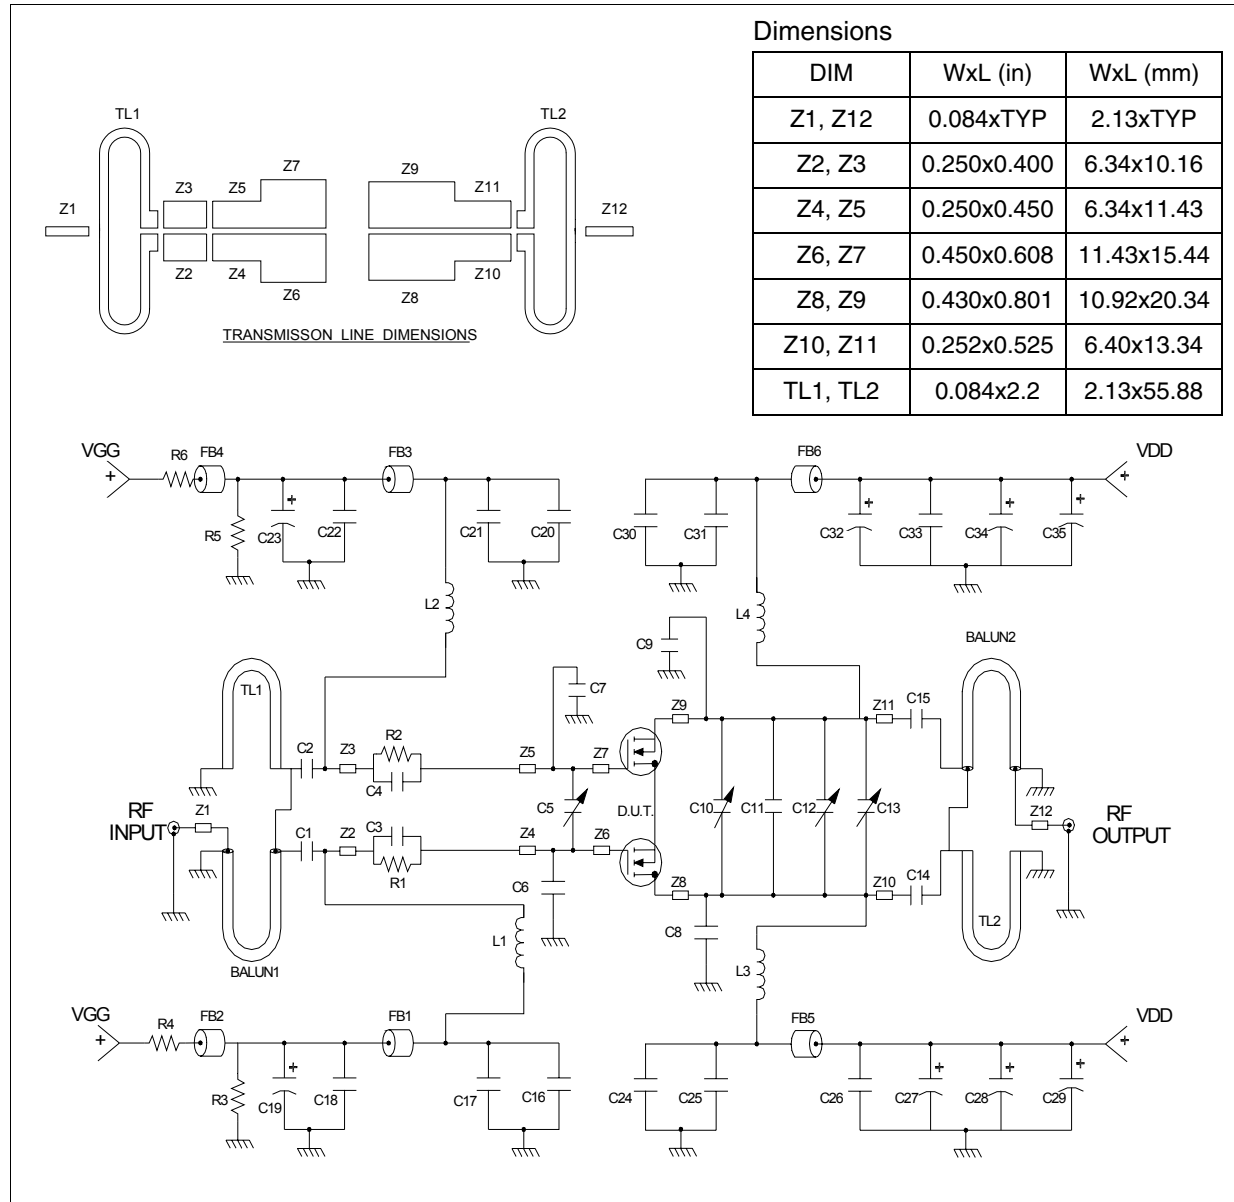 Dimensions
DIM WxL (in) WxL (mm)
Z1, Z12 0.084xTYP 2.13xTYP
Z2, Z3 0.250x0.400 6.34x10.16
Z4, Z5 0.250x0.450 6.34x11.43
Z6, Z7 0.450x0.608 11.43x15.44
Z8, Z9 0.430x0.801 10.92x20.34
Z10, Z11 0.252x0.525 6.40x13.34
TL1, TL2 0.084x2.2 2.13x55.88
TL1 TL2
Z7 Z9
Z3 Z5 Z11
Z1 Z12
Z2 Z4 Z10
Z6 Z8
TRANSMISSON LINE DIMENSIONS
VGG + R6 FB4 FB3 FB6 VDD +
R5 + C23 C22 C21 C20 C30 C31 + C32 C33 + C34 + C35
L2 L4
C9 BALUN2
TL1 C7
C2 Z3 R2 Z5 Z7 Z9 Z11 C15
C4
RF INPUT Z1 C5 D.U.T. C10 C11 C12 C13 Z12 RF OUTPUT
C1 Z2 C3 Z4 Z6
R1 C6 Z8 Z10 C14
TL2
C8
L1 L3
BALUN1
VGG + R4 FB2 FB1 FB5 VDD +
R3 + C19 C18 C17 C16 C24 C25 C26 + C27 + C28 + C29